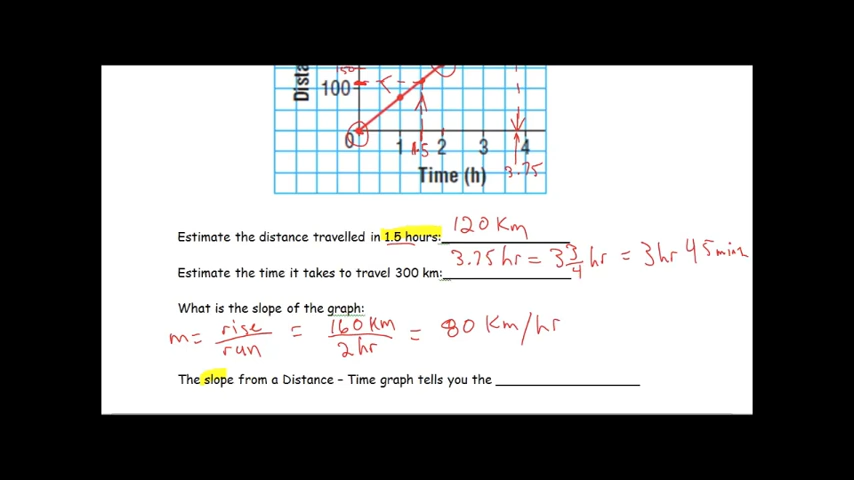 Dista
150
100
0 1 1.5 2 3 4
3.75
Time (h)
Estimate the distance travelled in 1.5 hours: 120 Km
3.75 hr = 3 3/4 hr = 3hr 45 min
Estimate the time it takes to travel 300 km:
What is the slope of the graph:
m = rise/run = 160 Km/2 hr = 80 Km/hr
The slope from a Distance – Time graph tells you the